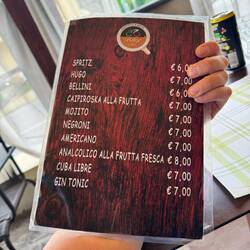 SPRITZ € 6,00
HUGO € 7,00
BELLINI € 6,00
CAIPIROSKA ALLA FRUTTA € 7,00
MOJITO € 7,00
NEGRONI € 7,00
AMERICANO € 7,00
ANALCOLICO ALLA FRUTTA FRESCA € 8,00
CUBA LIBRE € 7,00
GIN TONIC € 7,00